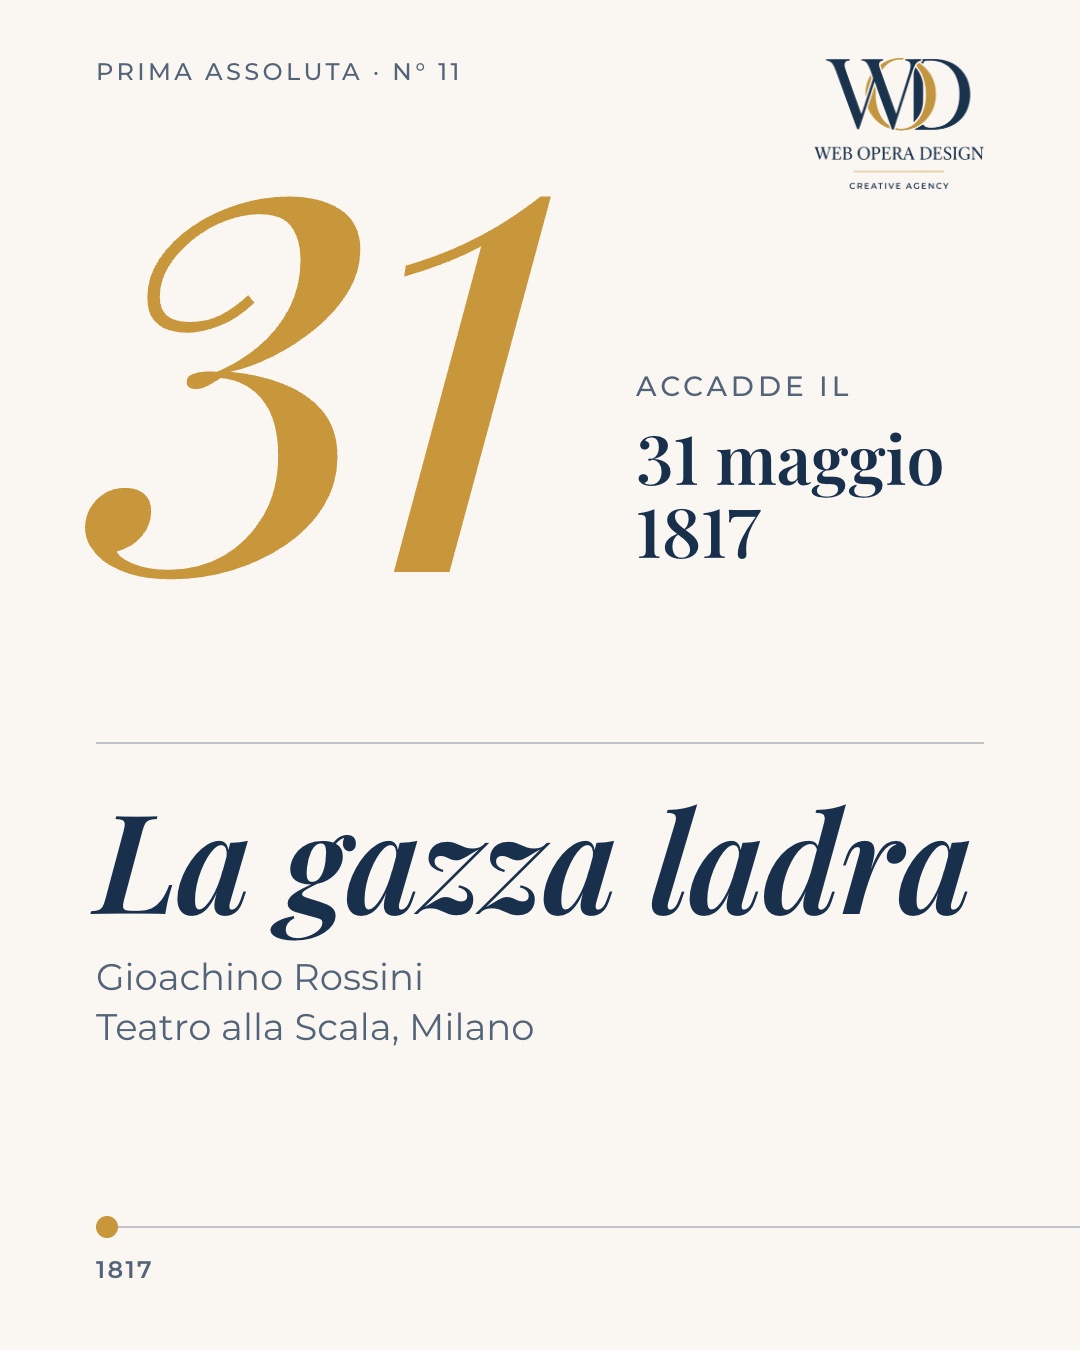 PRIMA ASSOLUTA · N° 11
WOD
WEB OPERA DESIGN
CREATIVE AGENCY
31
ACCADDE IL
31 maggio
1817
La gazza ladra
Gioachino Rossini
Teatro alla Scala, Milano
1817